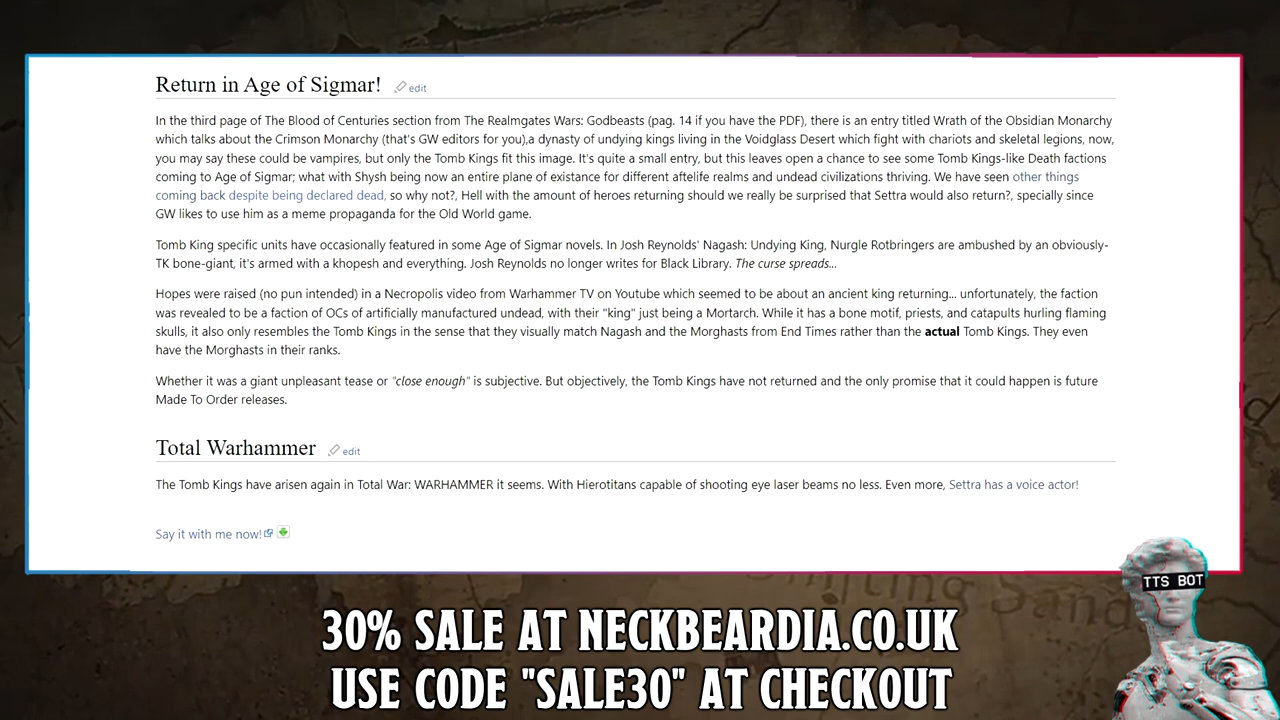 Return in Age of Sigmar! edit
In the third page of The Blood of Centuries section from The Realmgates Wars: Godbeasts (pag. 14 if you have the PDF), there is an entry titled Wrath of the Obsidian Monarchy
which talks about the Crimson Monarchy (that's GW editors for you),a dynasty of undying kings living in the Voidglass Desert which fight with chariots and skeletal legions, now,
you may say these could be vampires, but only the Tomb Kings fit this image. It's quite a small entry, but this leaves open a chance to see some Tomb Kings-like Death factions
coming to Age of Sigmar; what with Shysh being now an entire plane of existance for different aftelife realms and undead civilizations thriving. We have seen other things
coming back despite being declared dead, so why not?, Hell with the amount of heroes returning should we really be surprised that Settra would also return?, specially since
GW likes to use him as a meme propaganda for the Old World game.
Tomb King specific units have occasionally featured in some Age of Sigmar novels. In Josh Reynolds' Nagash: Undying King, Nurgle Rotbringers are ambushed by an obviously-
TK bone-giant, it's armed with a khopesh and everything. Josh Reynolds no longer writes for Black Library. The curse spreads...
Hopes were raised (no pun intended) in a Necropolis video from Warhammer TV on Youtube which seemed to be about an ancient king returning... unfortunately, the faction
was revealed to be a faction of OCs of artificially manufactured undead, with their "king" just being a Mortarch. While it has a bone motif, priests, and catapults hurling flaming
skulls, it also only resembles the Tomb Kings in the sense that they visually match Nagash and the Morghasts from End Times rather than the actual Tomb Kings. They even
have the Morghasts in their ranks.
Whether it was a giant unpleasant tease or "close enough" is subjective. But objectively, the Tomb Kings have not returned and the only promise that it could happen is future
Made To Order releases.
Total Warhammer edit
The Tomb Kings have arisen again in Total War: WARHAMMER it seems. With Hierotitans capable of shooting eye laser beams no less. Even more, Settra has a voice actor!
Say it with me now!
TTS BOT
30% SALE AT NECKBEARDIA.CO.UK
USE CODE "SALE30" AT CHECKOUT